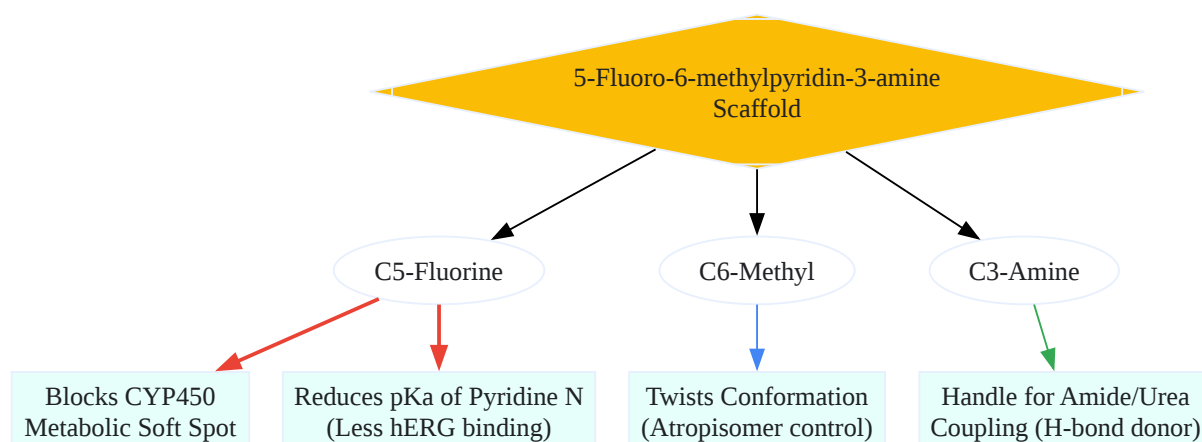 5-Fluoro-6-methylpyridin-3-amine
Scaffold
C5-Fluorine
C6-Methyl
C3-Amine
Blocks CYP450
Metabolic Soft Spot
Reduces pKa of Pyridine N
(Less hERG binding)
Twists Conformation
(Atropisomer control)
Handle for Amide/Urea
Coupling (H-bond donor)